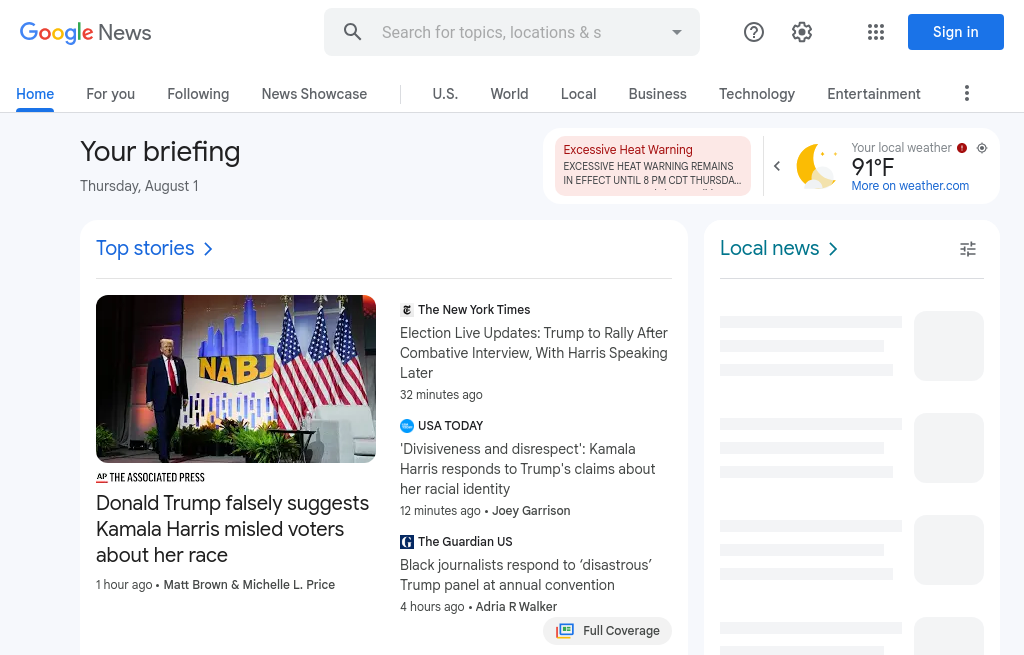 Google News
Search for topics, locations & s
Sign in
Home
For you
Following
News Showcase
U.S.
World
Local
Business
Technology
Entertainment
Your briefing
Thursday, August 1
Excessive Heat Warning
EXCESSIVE HEAT WARNING REMAINS
IN EFFECT UNTIL 8 PM CDT THURSDA...
Your local weather
91°F
More on weather.com
Top stories
NABJ
AP THE ASSOCIATED PRESS
Donald Trump falsely suggests
Kamala Harris misled voters
about her race
1 hour ago • Matt Brown & Michelle L. Price
The New York Times
Election Live Updates: Trump to Rally After
Combative Interview, With Harris Speaking
Later
32 minutes ago
USA TODAY
'Divisiveness and disrespect': Kamala
Harris responds to Trump's claims about
her racial identity
12 minutes ago • Joey Garrison
The Guardian US
Black journalists respond to ‘disastrous’
Trump panel at annual convention
4 hours ago • Adria R Walker
Full Coverage
Local news